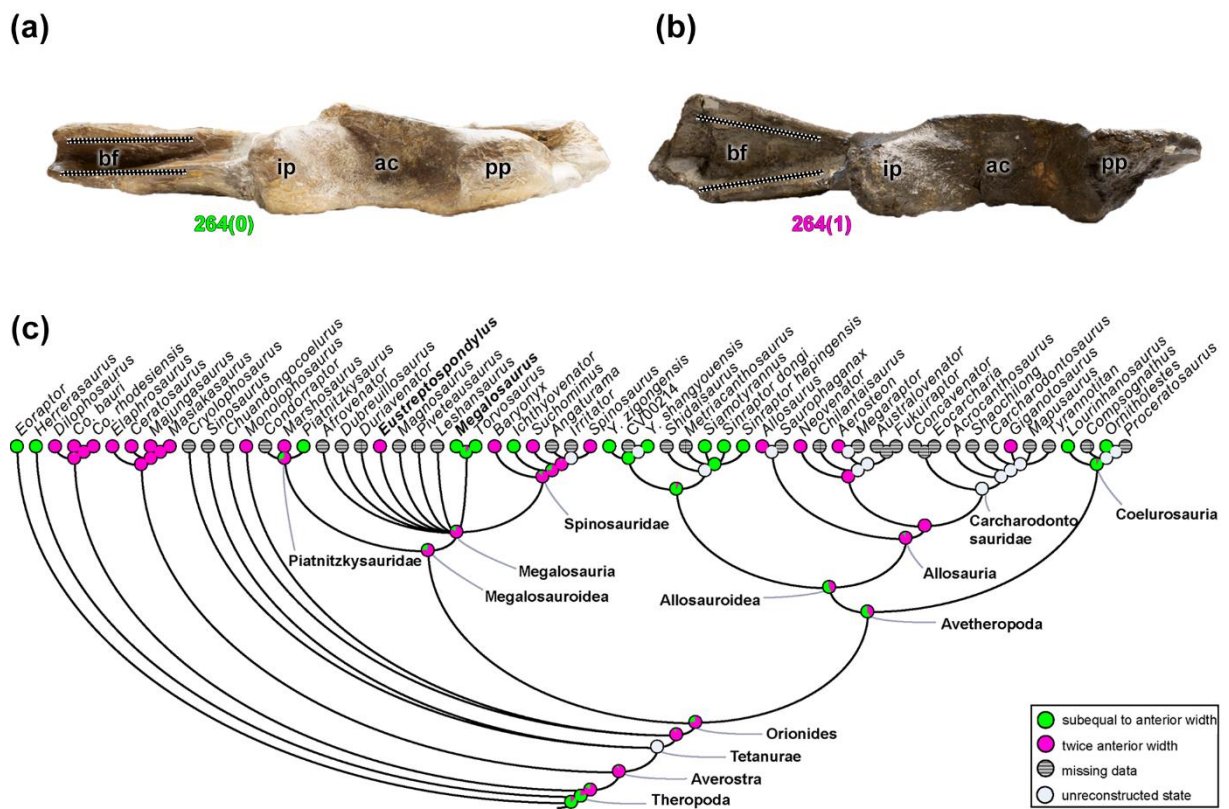 (a)
(b)
bf
ip
ac
pp
264(0)
bf
ip
ac
pp
264(1)
(c)
Eoraptor
Herrerasaurus
Dilophosaurus
Co. bauri
Co. rhodesiensis
Elaphrosaurus
Ceratosaurus
Majungasaurus
Masiakasaurus
Cryolophosaurus
Sinosaurus
Chuandongocoelurus
Monolophosaurus
Condorraptor
Marshosaurus
Piatnitzkysaurus
Afrovenator
Dubreuillosaurus
Duriavenator
Eustreptospondylus
Magnosaurus
Piveteausaurus
Leshansaurus
Megalosaurus
Torvosaurus
Baryonyx
Ichthyovenator
Suchomimus
Angaturama
Irritator
Spinosaurus
Y. zigongensis
CV00214
Y. shangyouensis
Shidaisaurus
Metriacanthosaurus
Siamotyrannus
Sinraptor dongi
Sinraptor hepingensis
Allosaurus
Saurophaganax
Neovenator
Chilantaisaurus
Aerosteon
Megaraptor
Australovenator
Fukuiraptor
Concavenator
Eocarcharia
Acrocanthosaurus
Shaochilong
Carcharodontosaurus
Giganotosaurus
Mapusaurus
Tyrannotitan
Lourinhanosaurus
Compsognathus
Ornitholestes
Proceratosaurus
Spinosauridae
Piatnitzkysauridae
Megalosauria
Megalosauroidea
Carcharodonto
sauridae
Coelurosauria
Allosauria
Allosauroidea
Avetheropoda
Orionides
Tetanurae
Averostra
Theropoda
subequal to anterior width
twice anterior width
missing data
unreconstructed state